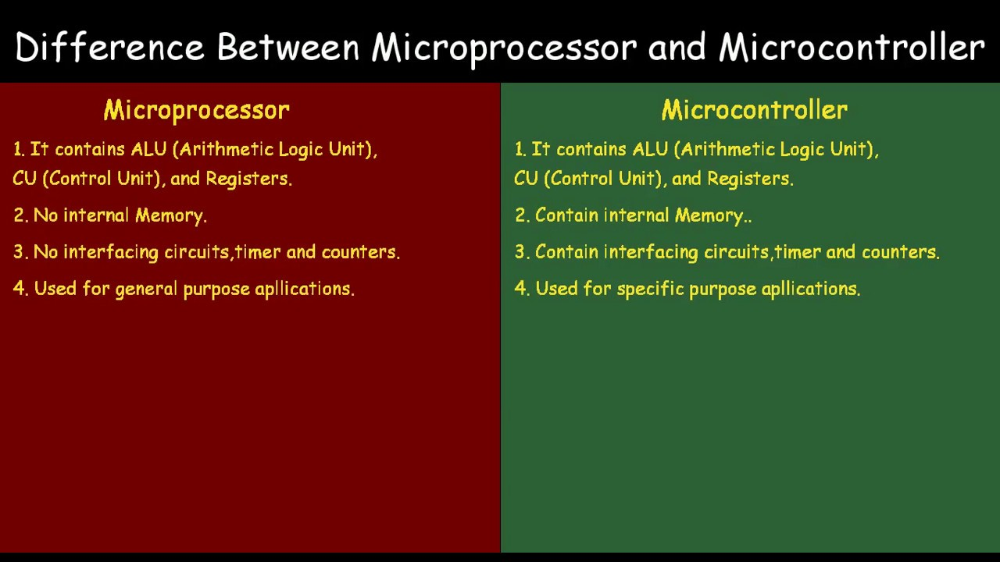 Difference Between Microprocessor and Microcontroller
Microprocessor
1. It contains ALU (Arithmetic Logic Unit),
CU (Control Unit), and Registers.
2. No internal Memory.
3. No interfacing circuits,timer and counters.
4. Used for general purpose apllications.
Microcontroller
1. It contains ALU (Arithmetic Logic Unit),
CU (Control Unit), and Registers.
2. Contain internal Memory..
3. Contain interfacing circuits,timer and counters.
4. Used for specific purpose apllications.